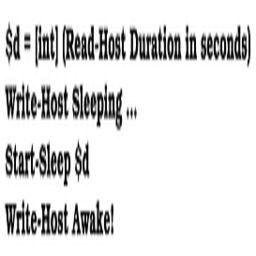 $d = [int] (Read-Host Duration in seconds)
Write-Host Sleeping ...
Start-Sleep $d
Write-Host Awake!